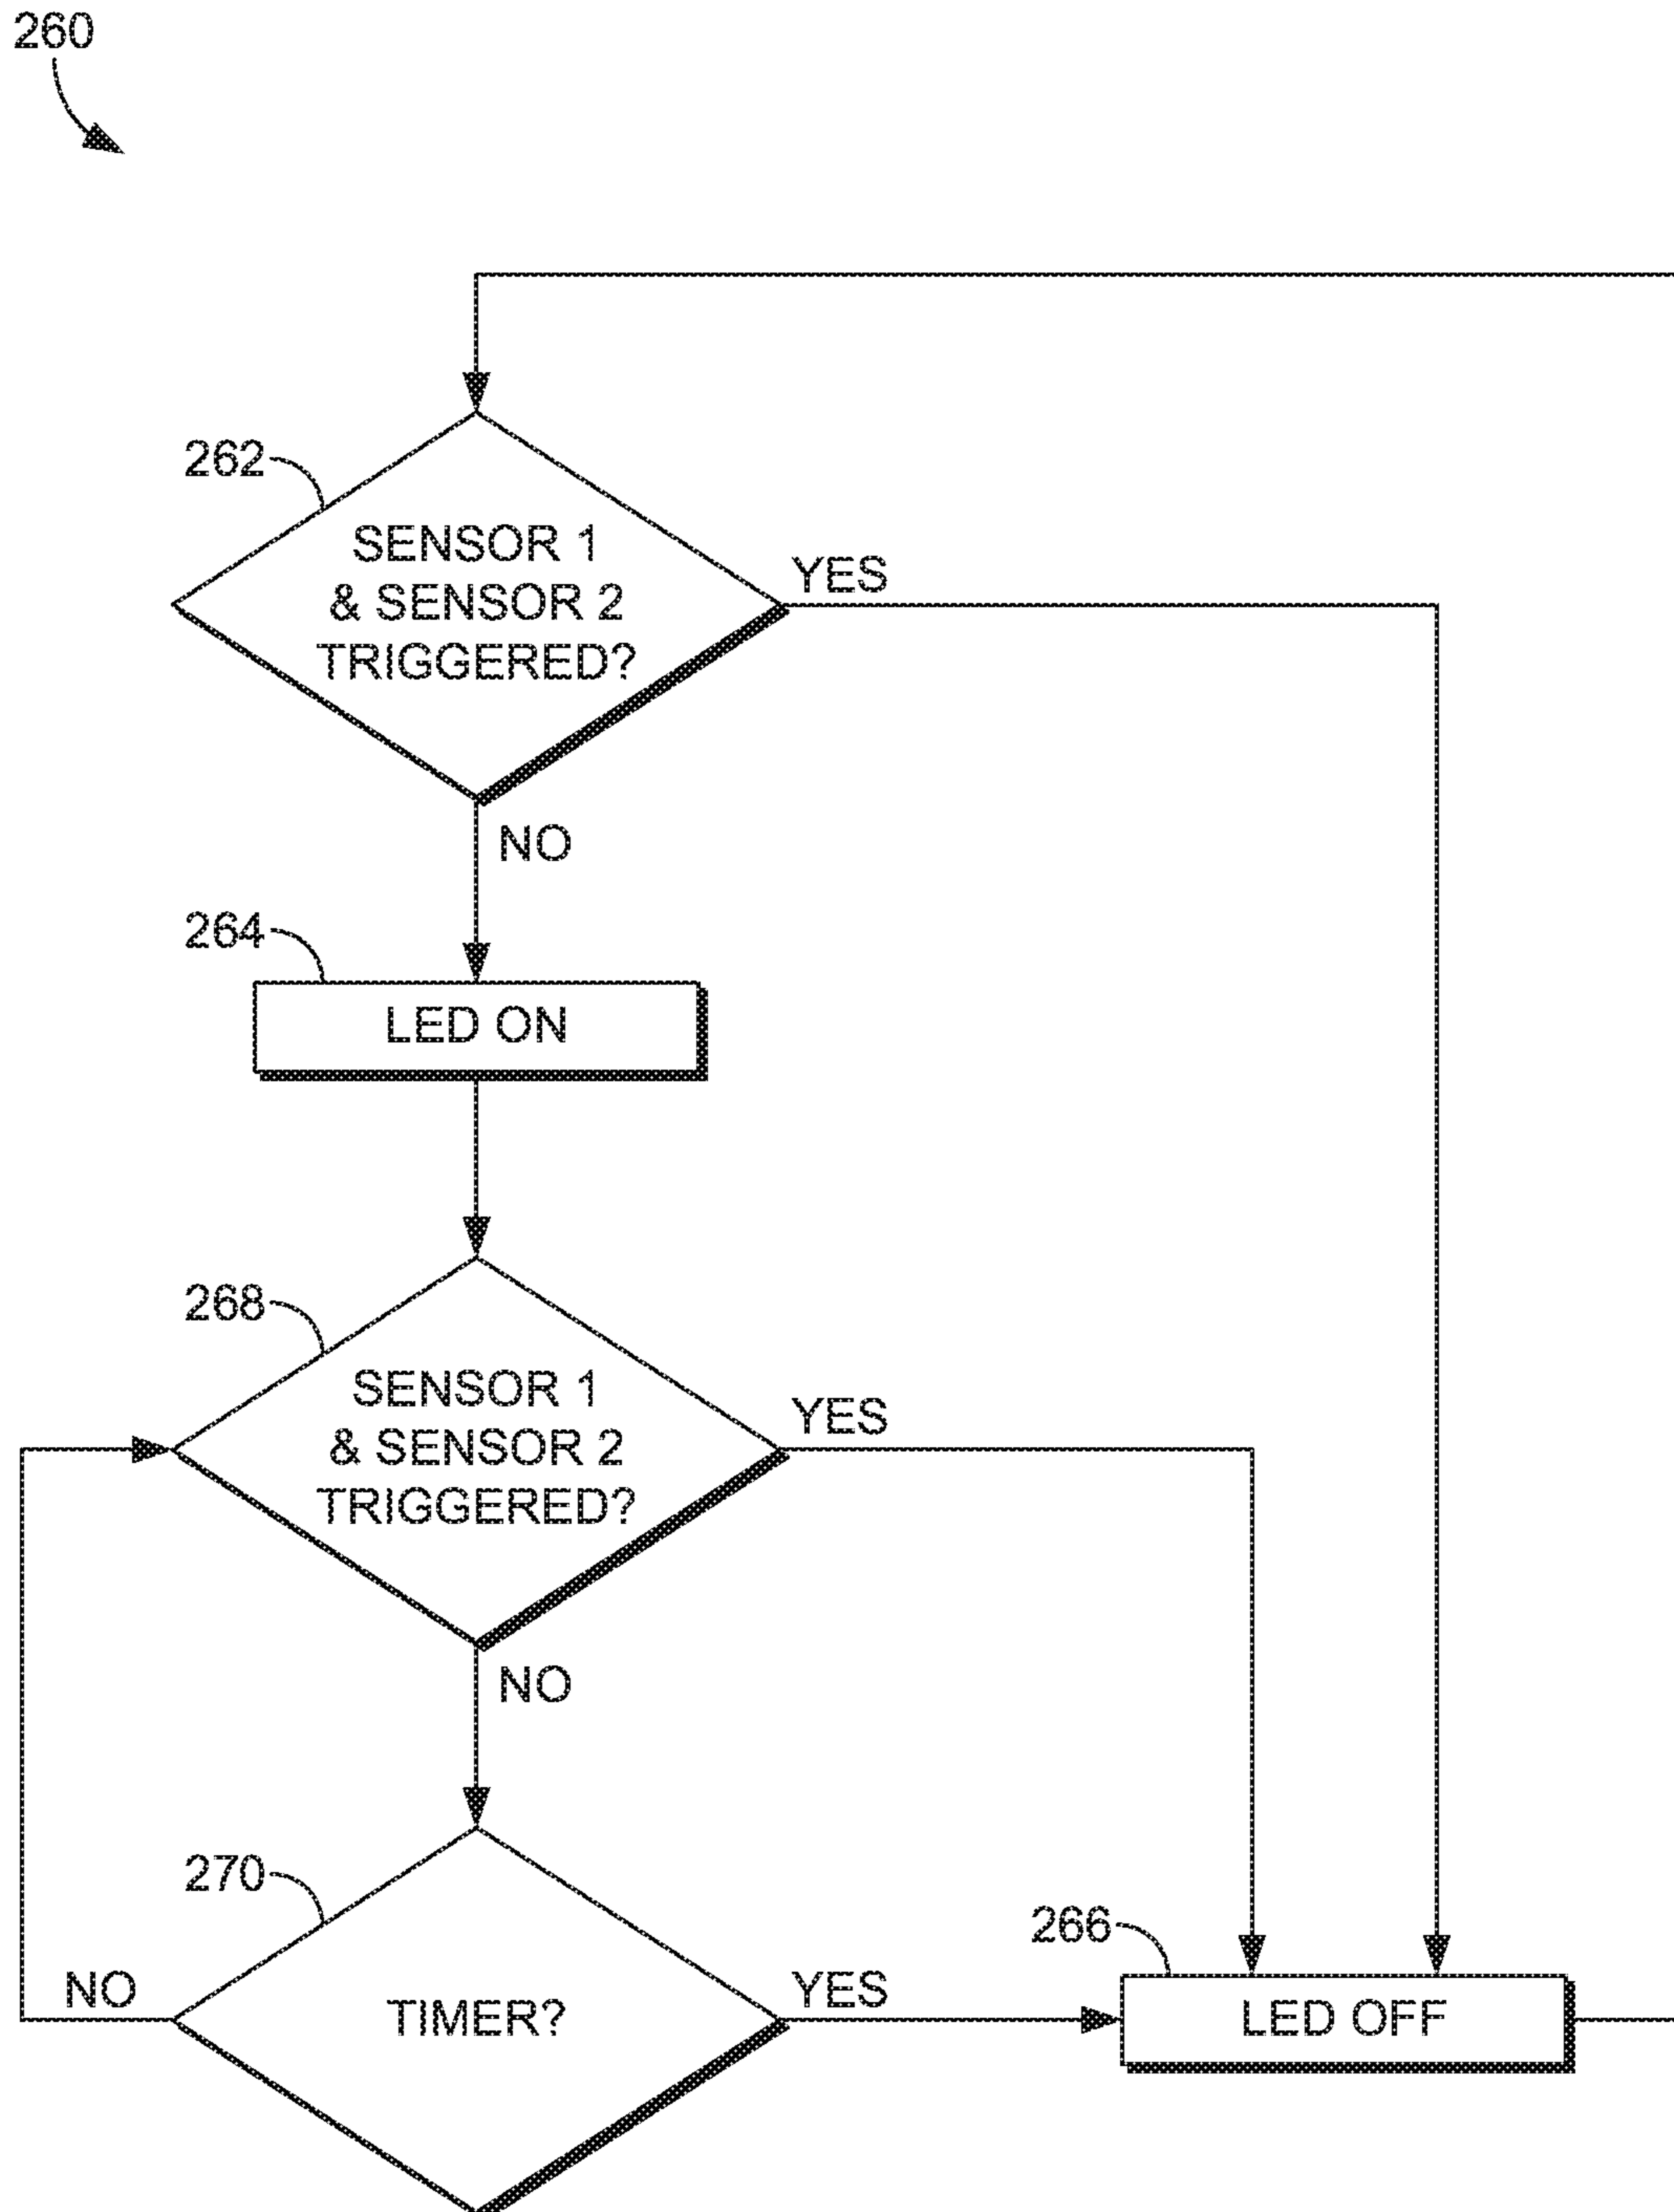 260
262
SENSOR 1
& SENSOR 2
TRIGGERED?
YES
NO
264
LED ON
268
SENSOR 1
& SENSOR 2
TRIGGERED?
YES
NO
270
TIMER?
NO
YES
266
LED OFF